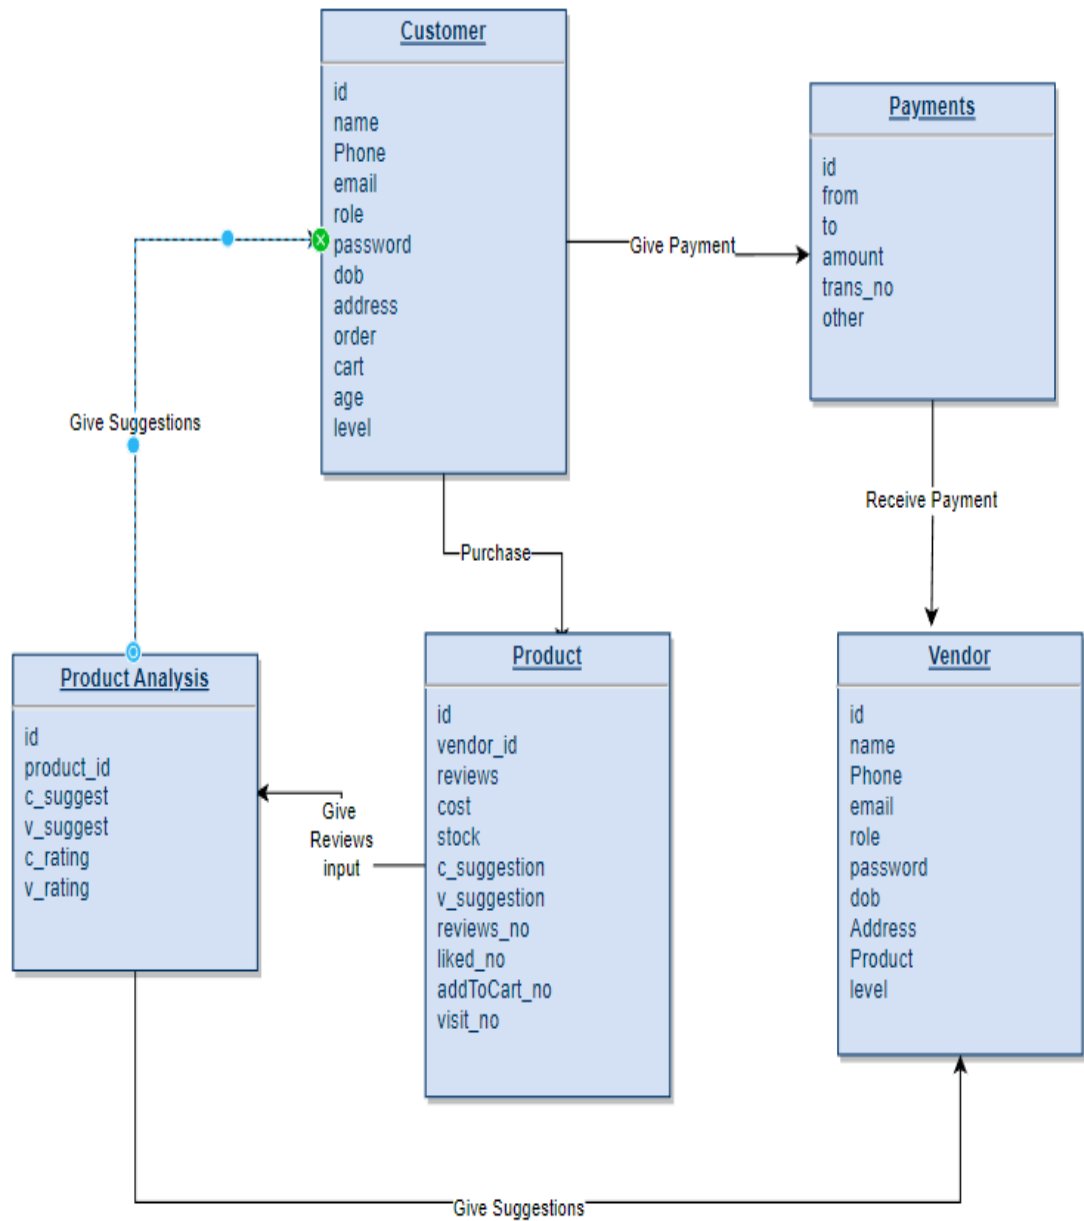 Customer
id
name
Phone
email
role
password
dob
address
order
cart
age
level
Payments
id
from
to
amount
trans_no
other
Give Payment
Give Suggestions
Receive Payment
Purchase
Product Analysis
id
product_id
c_suggest
v_suggest
c_rating
v_rating
Give
Reviews
input
Product
id
vendor_id
reviews
cost
stock
c_suggestion
v_suggestion
reviews_no
liked_no
addToCart_no
visit_no
Vendor
id
name
Phone
email
role
password
dob
Address
Product
level
Give Suggestions